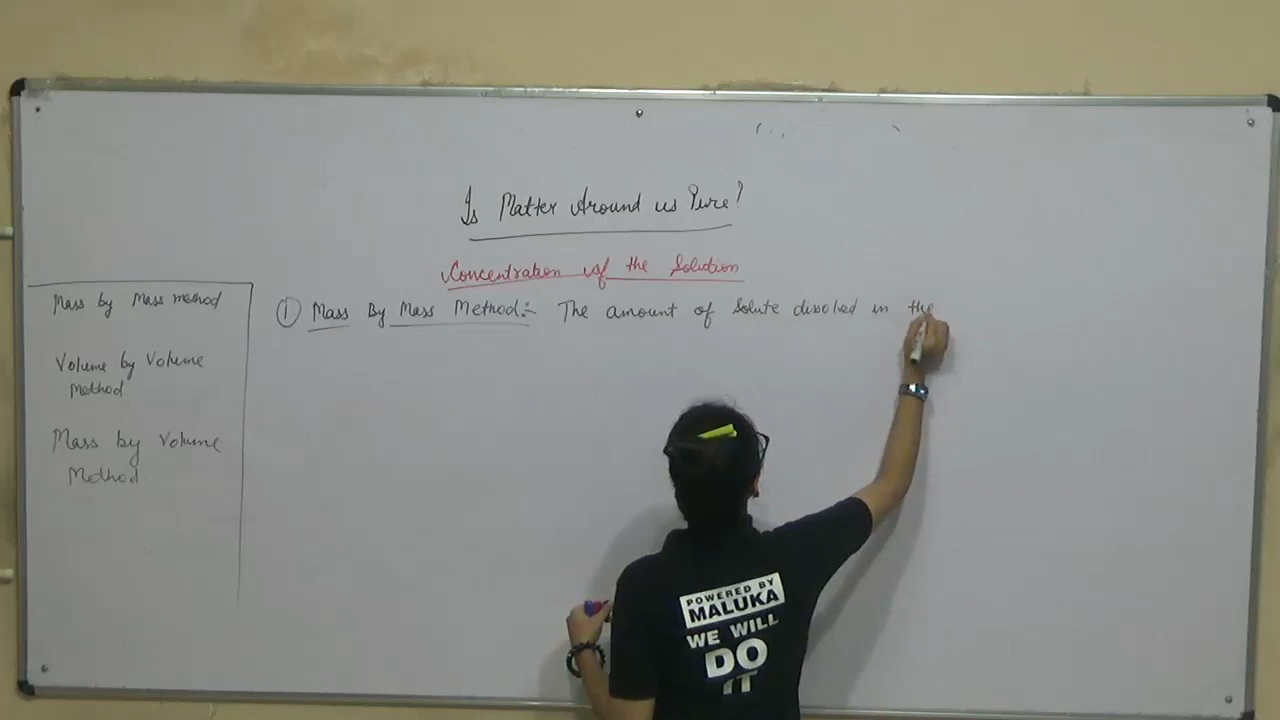 Is Matter Around us Pure?
Concentration of the Solution
Mass by Mass method
Volume by Volume
Method
Mass by Volume
Method
① Mass By Mass Method:- The amount of Solute disolved in the
POWERED BY
MALUKA
WE WILL
DO
IT